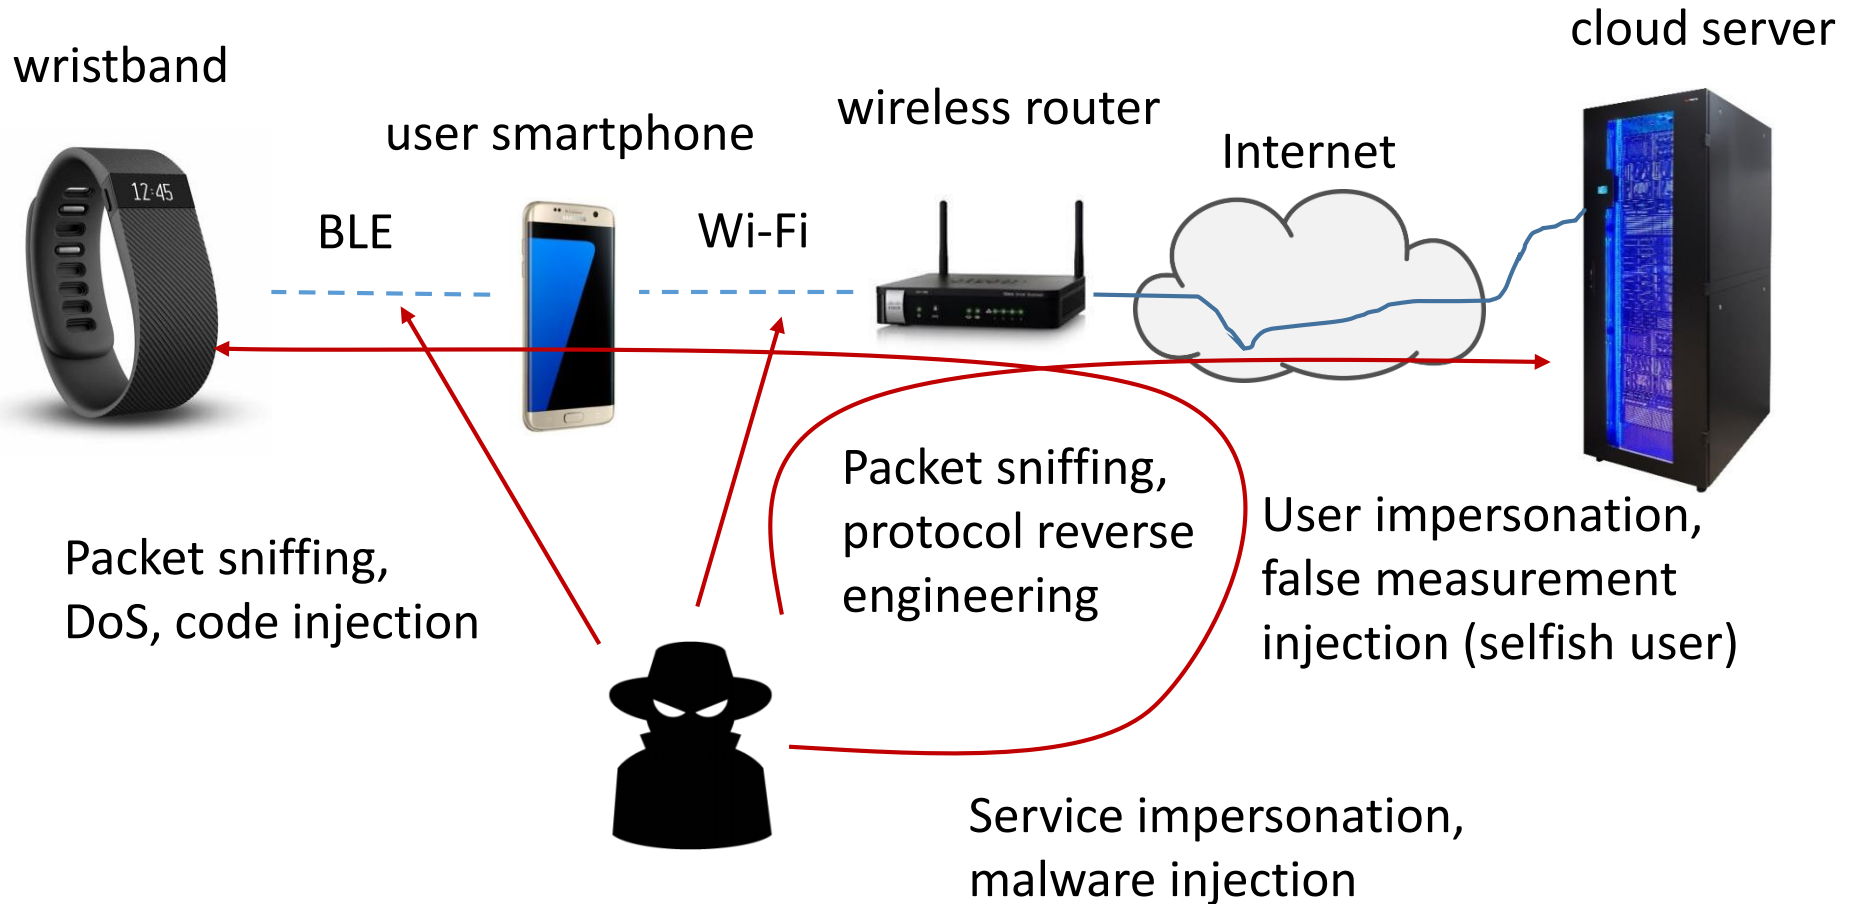 cloud server
wristband
wireless router
user smartphone
Internet
12:45
BLE
Wi-Fi
Packet sniffing,
protocol reverse
engineering
User impersonation,
false measurement
injection (selfish user)
Packet sniffing,
DoS, code injection
Service impersonation,
malware injection